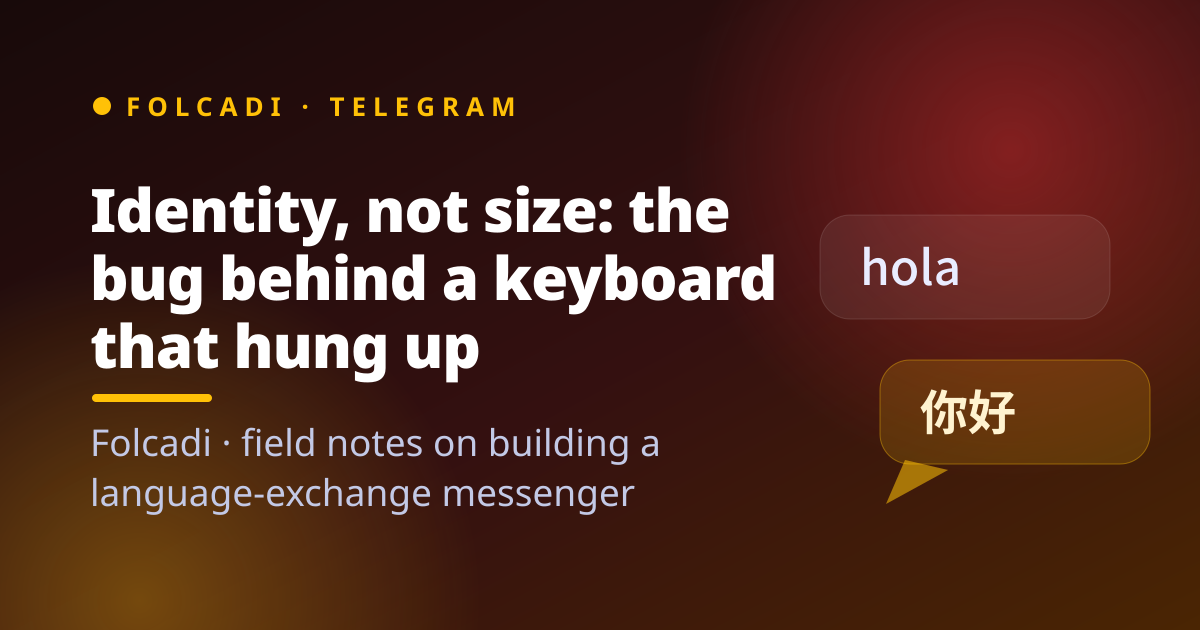 FOLCADI · TELEGRAM
Identity, not size: the
bug behind a keyboard
that hung up
Folcadi · field notes on building a
language-exchange messenger
hola
你好